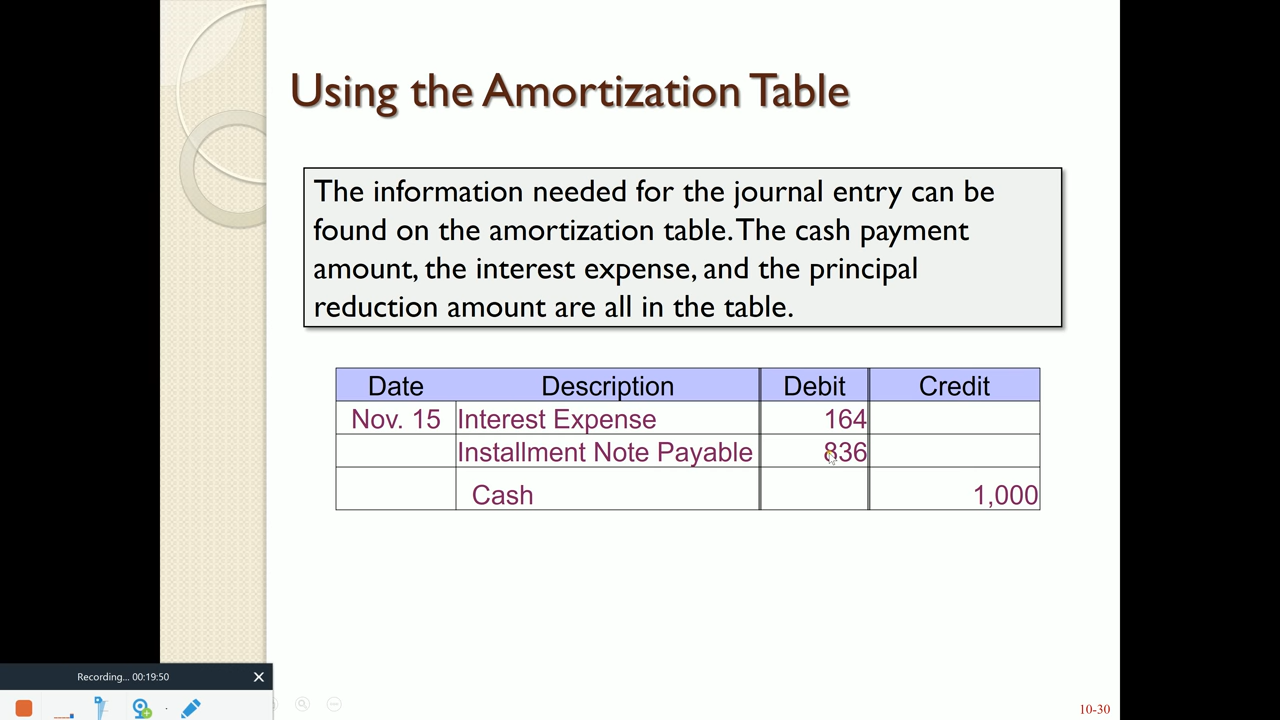 Using the Amortization Table
The information needed for the journal entry can be
found on the amortization table. The cash payment
amount, the interest expense, and the principal
reduction amount are all in the table.
Date Description Debit Credit
Nov. 15 Interest Expense 164
Installment Note Payable 836
Cash 1,000
Recording... 00:19:50
10-30